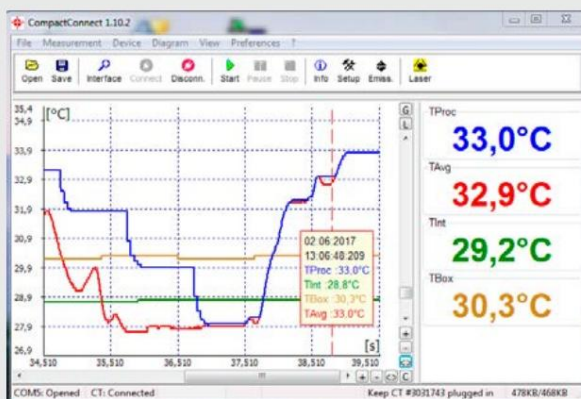 CompactConnect 1.10.2
File Measurement Device Diagram View Preferences ?
Open Save Interface Connect Disconn. Start Pause Stop Info Setup Emiss. Laser
[°C]
35,4
34,9
33,9
32,9
31,9
30,9
29,9
28,9
27,9
36,9
34,510 35,510 36,510 37,510 38,510
[s]
G
L
C
02.06.2017
13:06:48:209
TProc :33,0°C
TInt :28,8°C
TBox :30,3°C
TAvg :33,0°C
TProc
33,0°C
TAvg
32,9°C
TInt
29,2°C
TBox
30,3°C
COM5: Opened CT: Connected Keep CT #3031743 plugged in 478KB/468KB